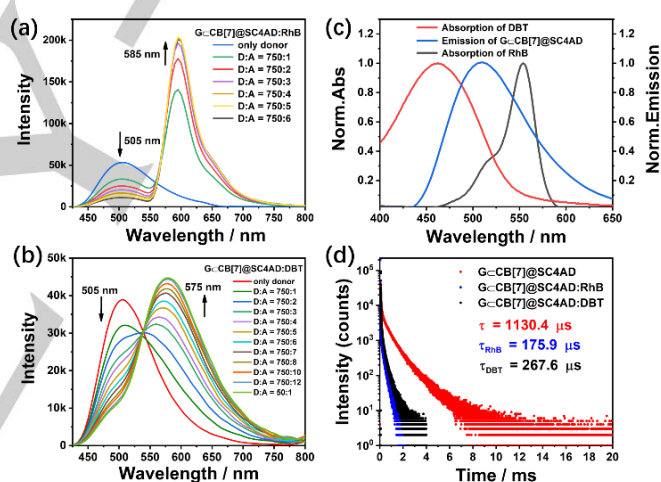 (a)
G⊂CB[7]@SC4AD:RhB
only donor
D:A = 750:1
D:A = 750:2
D:A = 750:3
D:A = 750:4
D:A = 750:5
D:A = 750:6
585 nm
505 nm
Intensity
200k
150k
100k
50k
0
450 500 550 600 650 700 750 800
Wavelength / nm
(c)
Absorption of DBT
Emission of G⊂CB[7]@SC4AD
Absorption of RhB
Norm.Abs
1.0
0.8
0.6
0.4
0.2
Norm.Emission
1.0
0.8
0.6
0.4
0.2
400 450 500 550 600 650
Wavelength / nm
(b)
G⊂CB[7]@SC4AD:DBT
only donor
D:A = 750:1
D:A = 750:2
D:A = 750:3
D:A = 750:4
D:A = 750:5
D:A = 750:6
D:A = 750:7
D:A = 750:8
D:A = 750:10
D:A = 750:12
D:A = 50:1
505 nm
575 nm
Intensity
50k
40k
30k
20k
10k
0
450 500 550 600 650 700 750 800
Wavelength / nm
(d)
G⊂CB[7]@SC4AD
G⊂CB[7]@SC4AD:RhB
G⊂CB[7]@SC4AD:DBT
τ = 1130.4 μs
τRhB = 175.9 μs
τDBT = 267.6 μs
Intensity (counts)
10⁵
10⁴
10³
10²
10¹
10⁰
0 2 4 6 8 10 12 14 16 18 20
Time / ms